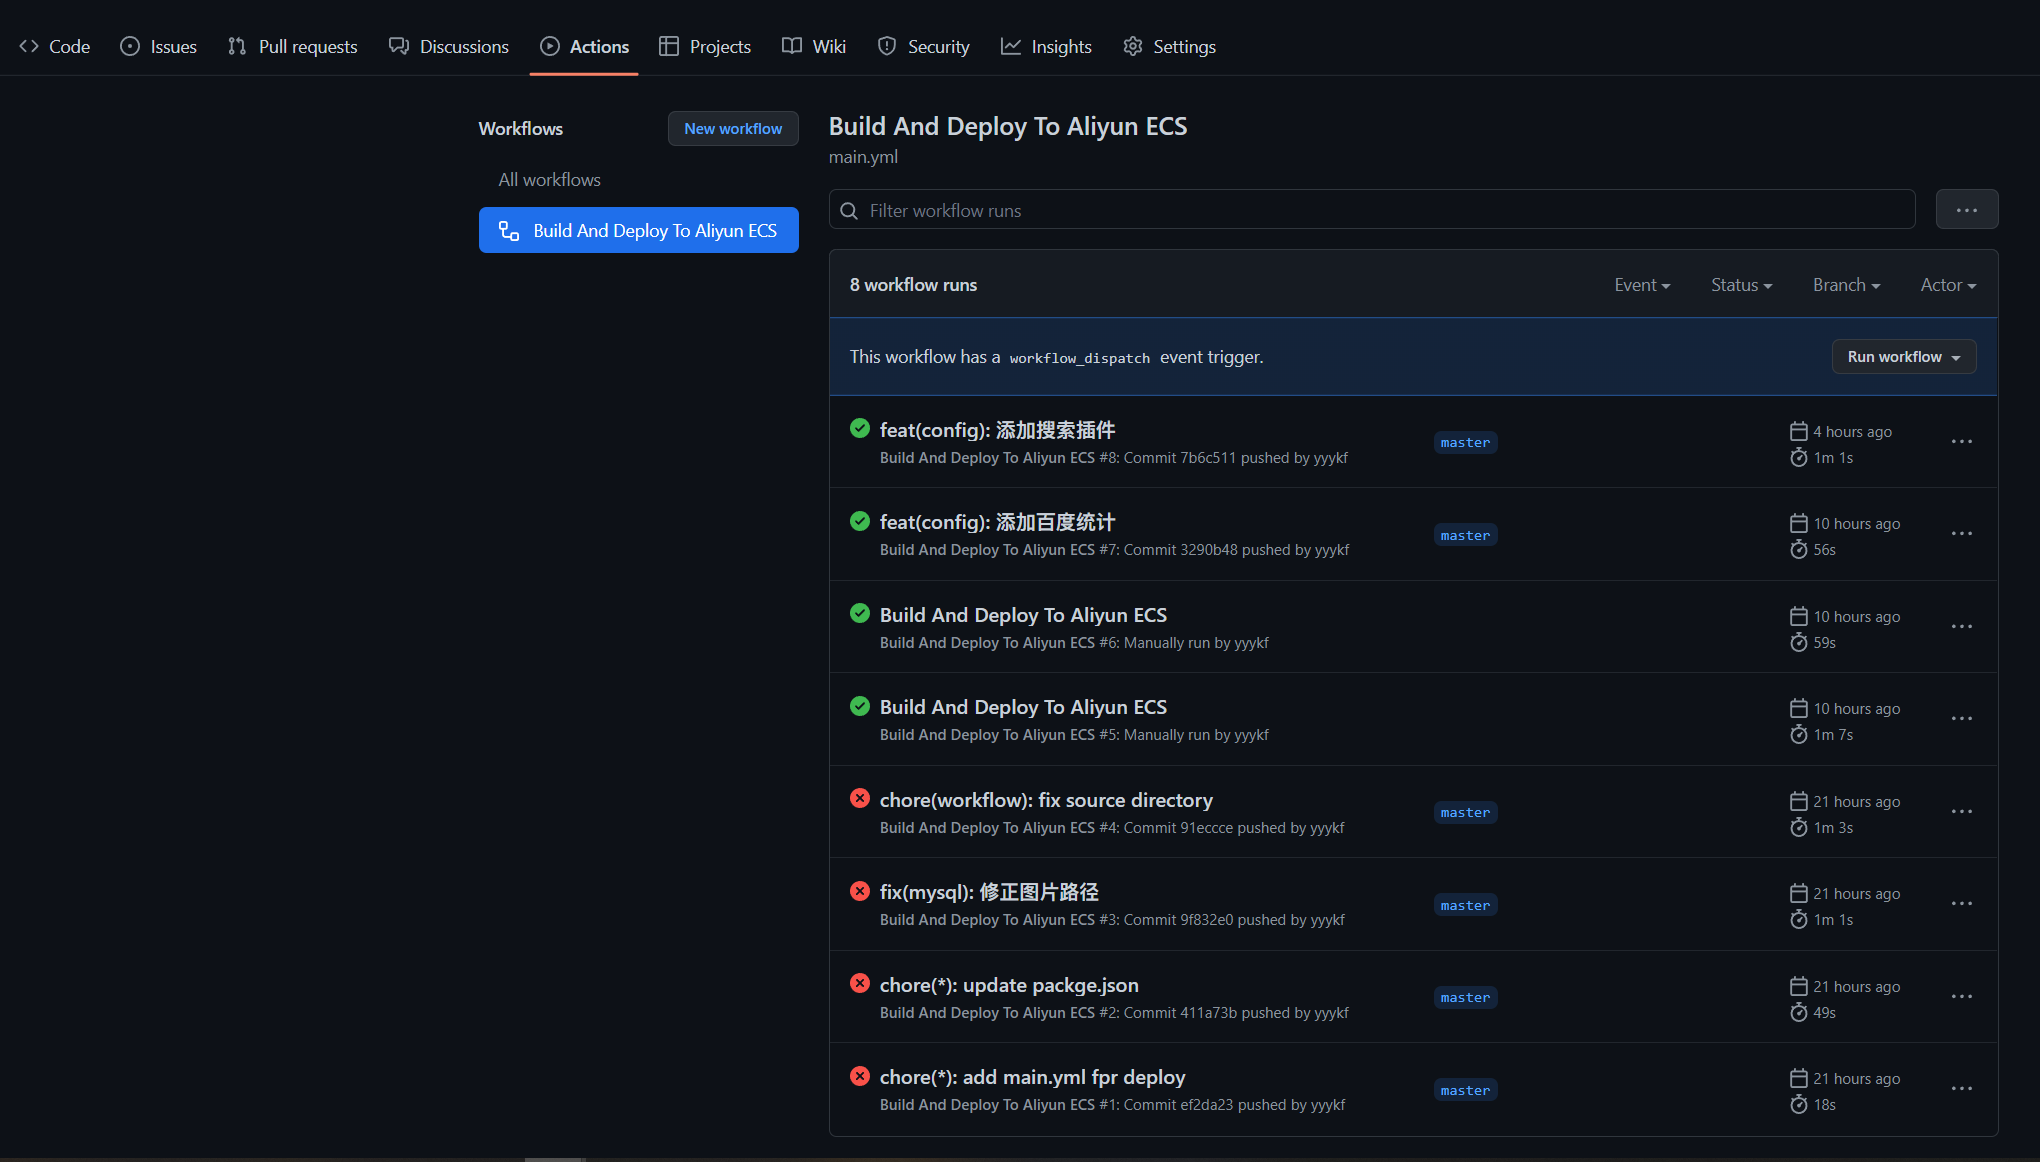 Code Issues Pull requests Discussions Actions Projects Wiki Security Insights Settings
Workflows
New workflow
All workflows
Build And Deploy To Aliyun ECS
Build And Deploy To Aliyun ECS
main.yml
Filter workflow runs
8 workflow runs
Event Status Branch Actor
This workflow has a workflow_dispatch event trigger.
Run workflow
feat(config): 添加搜索插件
Build And Deploy To Aliyun ECS #8: Commit 7b6c511 pushed by yyykf
master
4 hours ago
1m 1s
feat(config): 添加百度统计
Build And Deploy To Aliyun ECS #7: Commit 3290b48 pushed by yyykf
master
10 hours ago
56s
Build And Deploy To Aliyun ECS
Build And Deploy To Aliyun ECS #6: Manually run by yyykf
10 hours ago
59s
Build And Deploy To Aliyun ECS
Build And Deploy To Aliyun ECS #5: Manually run by yyykf
10 hours ago
1m 7s
chore(workflow): fix source directory
Build And Deploy To Aliyun ECS #4: Commit 91eccce pushed by yyykf
master
21 hours ago
1m 3s
fix(mysql): 修正图片路径
Build And Deploy To Aliyun ECS #3: Commit 9f832e0 pushed by yyykf
master
21 hours ago
1m 1s
chore(*): update packge.json
Build And Deploy To Aliyun ECS #2: Commit 411a73b pushed by yyykf
master
21 hours ago
49s
chore(*): add main.yml fpr deploy
Build And Deploy To Aliyun ECS #1: Commit ef2da23 pushed by yyykf
master
21 hours ago
18s